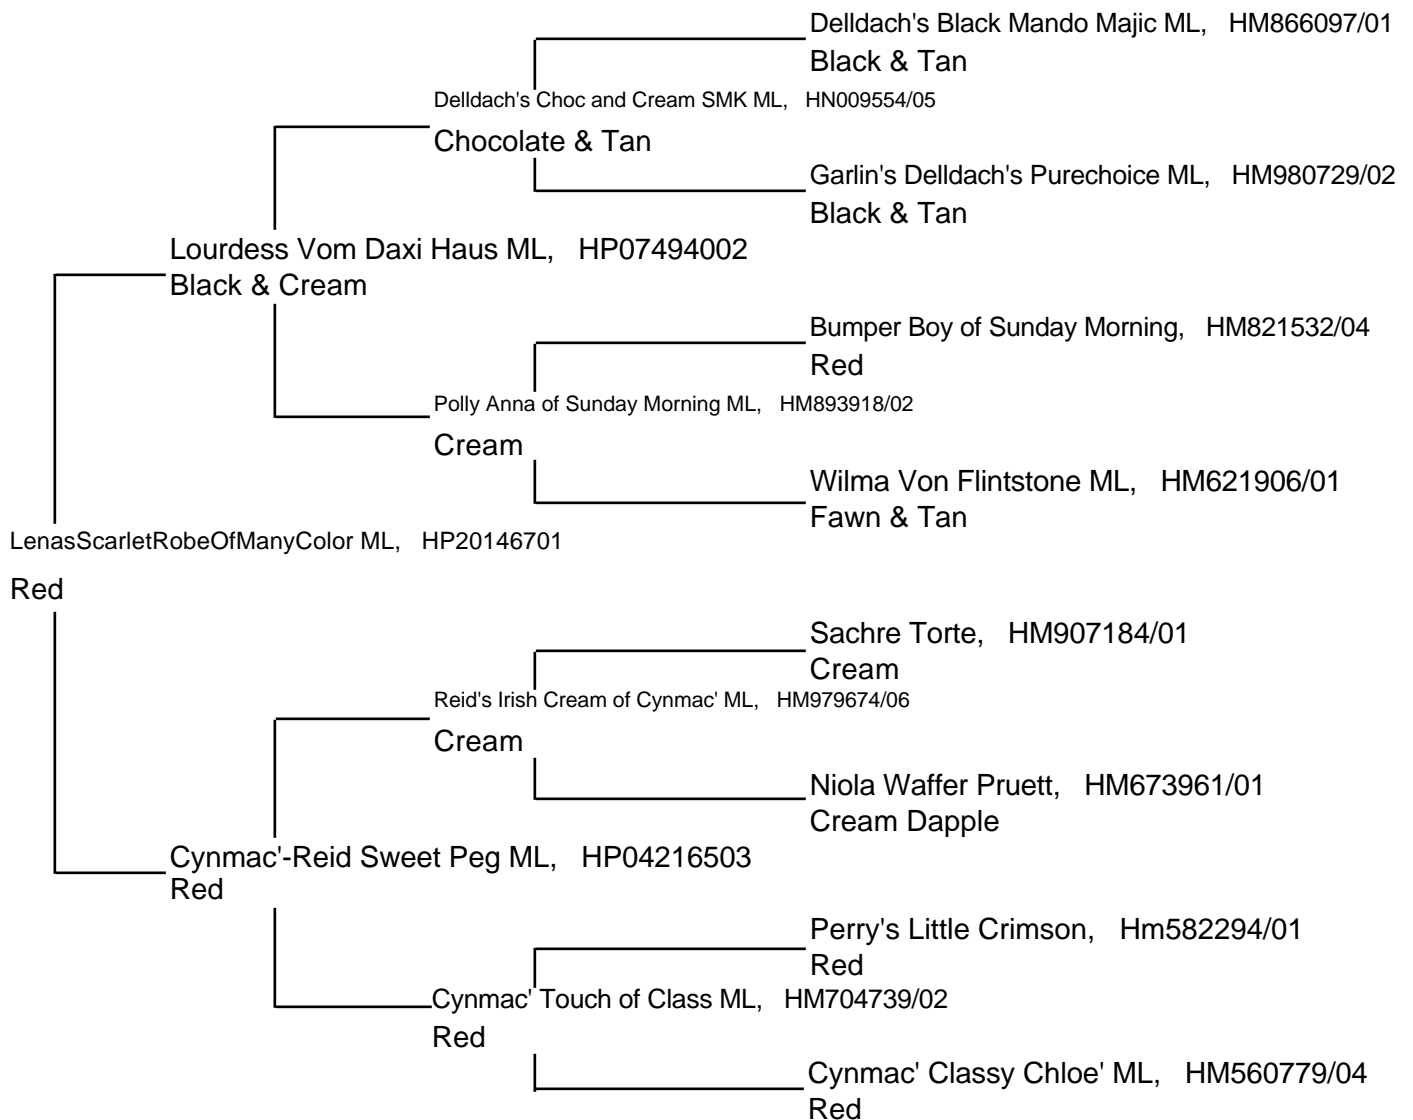 Delldach's Black Mando Majic ML, HM866097/01
Black & Tan
Delldach's Choc and Cream SMK ML, HN009554/05
Chocolate & Tan
Garlin's Delldach's Purechoice ML, HM980729/02
Black & Tan
Lourdess Vom Daxi Haus ML, HP07494002
Black & Cream
Bumper Boy of Sunday Morning, HM821532/04
Red
Polly Anna of Sunday Morning ML, HM893918/02
Cream
Wilma Von Flintstone ML, HM621906/01
Fawn & Tan
LenasScarletRobeOfManyColor ML, HP20146701
Red
Sachre Torte, HM907184/01
Cream
Reid's Irish Cream of Cynmac' ML, HM979674/06
Cream
Niola Waffer Pruett, HM673961/01
Cream Dapple
Cynmac'-Reid Sweet Peg ML, HP04216503
Red
Perry's Little Crimson, Hm582294/01
Red
Cynmac' Touch of Class ML, HM704739/02
Red
Cynmac' Classy Chloe' ML, HM560779/04
Red